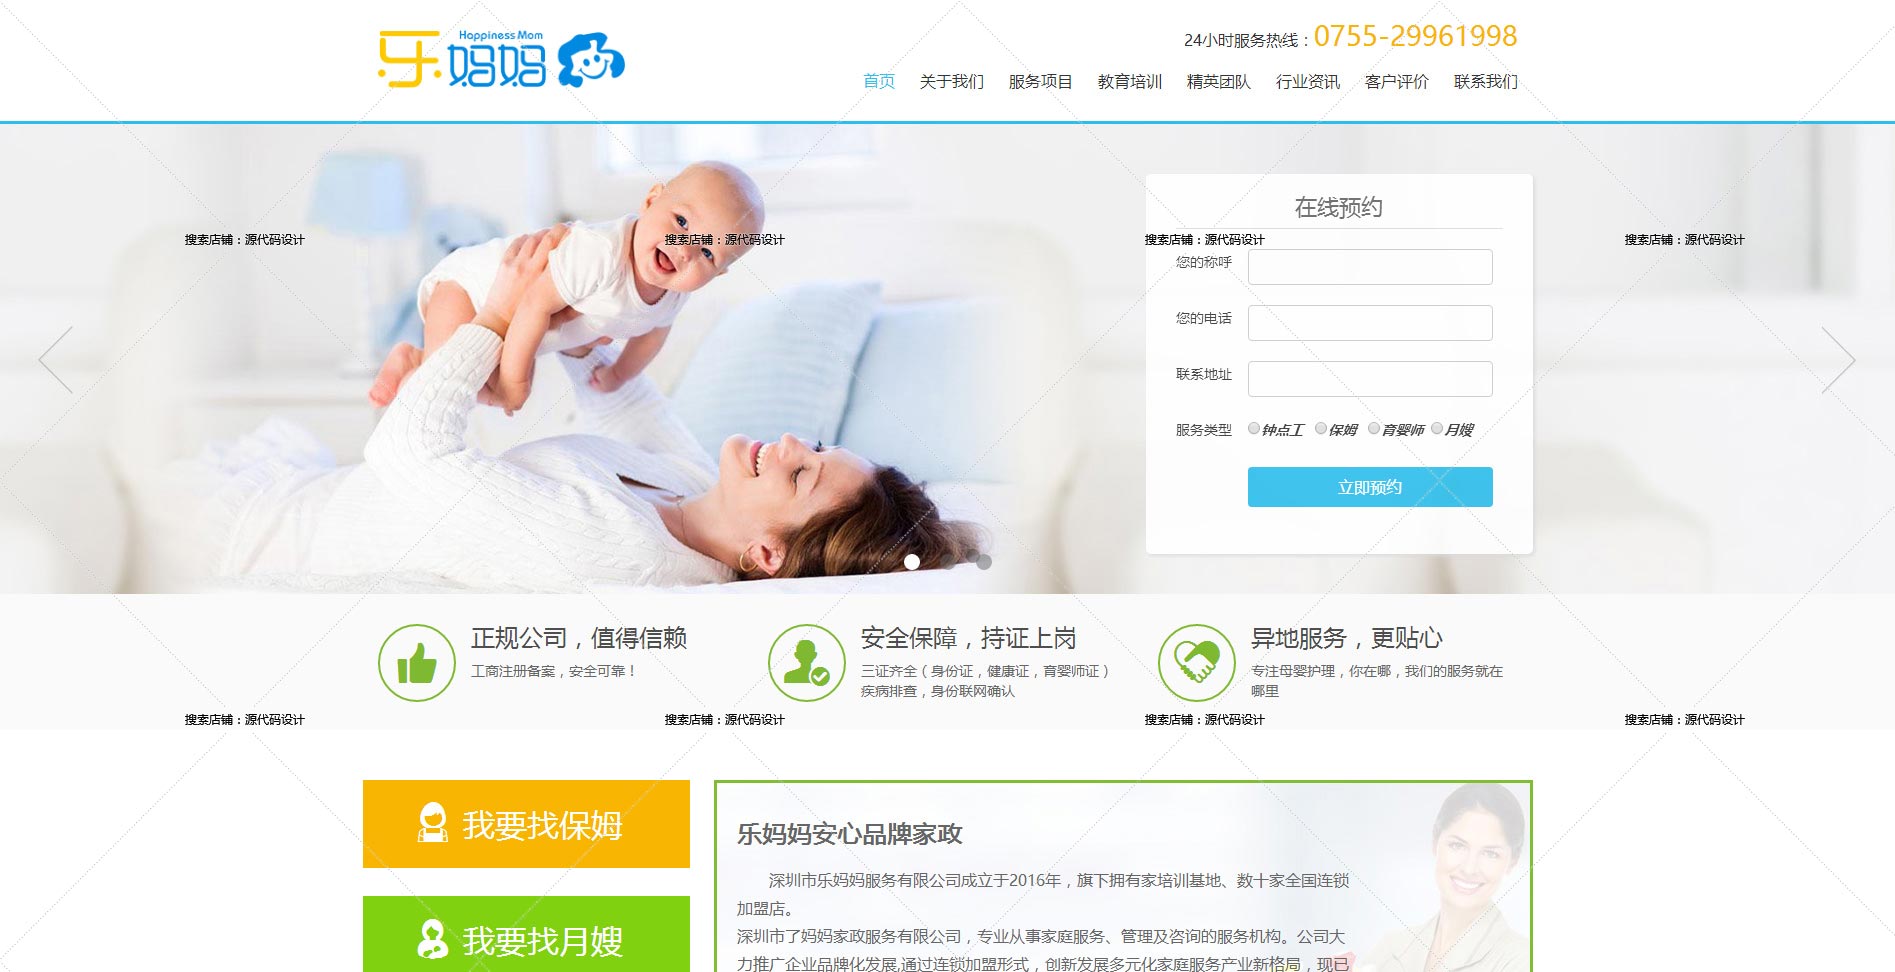 乐妈妈
Happiness Mom
24小时服务热线：0755-29961998
首页 关于我们 服务项目 教育培训 精英团队 行业资讯 客户评价 联系我们
在线预约
搜索店铺：源代码设计 搜索店铺：源代码设计 搜索店铺：源代码设计 搜索店铺：源代码设计
您的称呼
您的电话
联系地址
服务类型 钟点工 保姆 育婴师 月嫂
立即预约
正规公司，值得信赖
工商注册备案，安全可靠！
安全保障，持证上岗
三证齐全（身份证，健康证，育婴师证）
疾病排查，身份联网确认
异地服务，更贴心
专注母婴护理，你在哪，我们的服务就在
哪里
搜索店铺：源代码设计 搜索店铺：源代码设计 搜索店铺：源代码设计 搜索店铺：源代码设计
我要找保姆
我要找月嫂
乐妈妈安心品牌家政
深圳市乐妈妈服务有限公司成立于2016年，旗下拥有家培训基地、数十家全国连锁
加盟店。
深圳市了妈妈家政服务有限公司，专业从事家庭服务、管理及咨询的服务机构。公司大
力推广企业品牌化发展,通过连锁加盟形式，创新发展多元化家庭服务产业新格局，现已